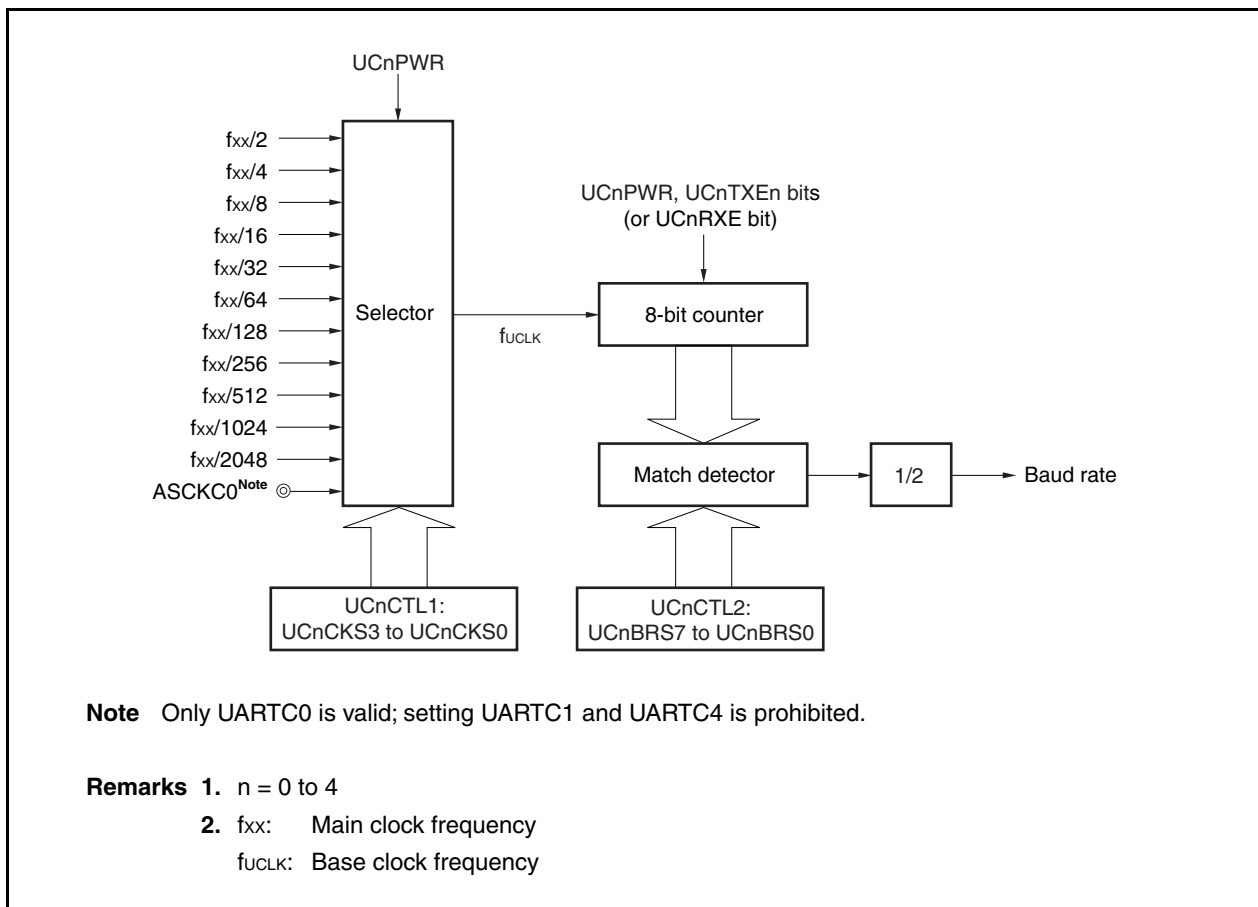 UCnPWR
fxx/2
fxx/4
fxx/8
fxx/16
fxx/32
fxx/64
fxx/128
fxx/256
fxx/512
fxx/1024
fxx/2048
ASCKC0Note
Selector
fUCLK
UCnPWR, UCnTXEn bits
(or UCnRXE bit)
8-bit counter
Match detector
1/2
Baud rate
UCnCTL1:
UCnCKS3 to UCnCKS0
UCnCTL2:
UCnBRS7 to UCnBRS0
Note Only UARTC0 is valid; setting UARTC1 and UARTC4 is prohibited.
Remarks 1. n = 0 to 4
2. fxx: Main clock frequency
fUCLK: Base clock frequency